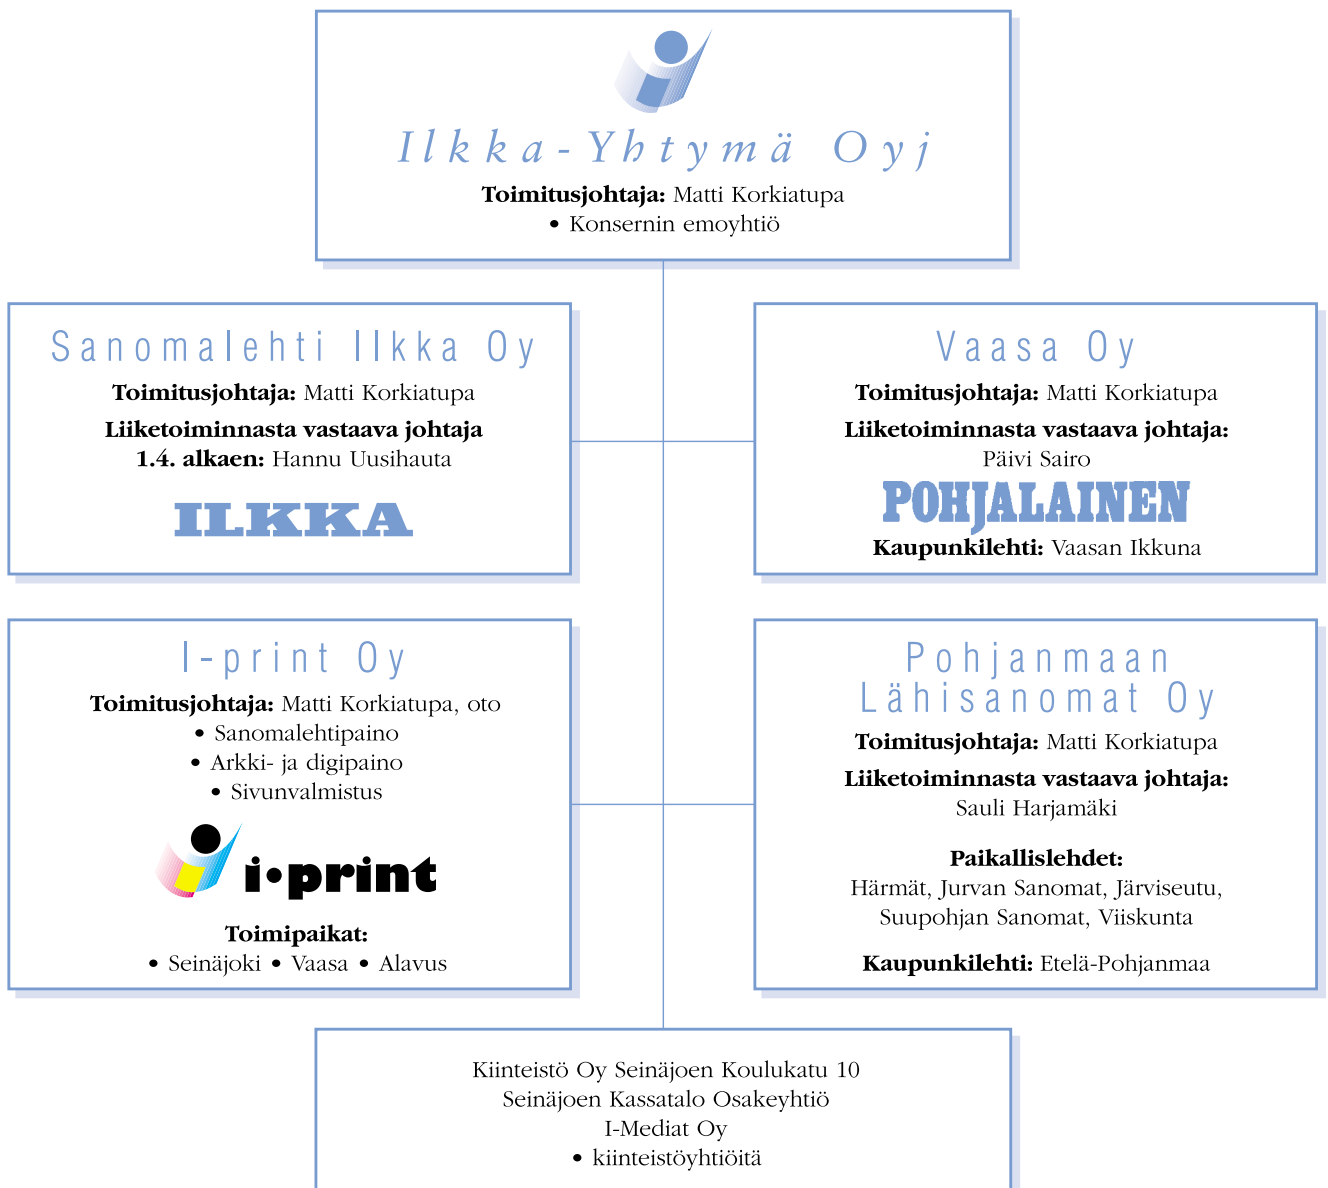 Ilkka-Yhtymä Oyj
Toimitusjohtaja: Matti Korkiatupa
• Konsernin emoyhtiö
Sanomalehti Ilkka Oy
Toimitusjohtaja: Matti Korkiatupa
Liiketoiminnasta vastaava johtaja
1.4. alkaen: Hannu Uusihauta
ILKKA
Vaasa Oy
Toimitusjohtaja: Matti Korkiatupa
Liiketoiminnasta vastaava johtaja:
Päivi Sairo
POHJALAINEN
Kaupunkilehti: Vaasan Ikkuna
I-print Oy
Toimitusjohtaja: Matti Korkiatupa, oto
• Sanomalehtipaino
• Arkki- ja digipaino
• Sivunvalmistus
i•print
Toimipaikat:
• Seinäjoki • Vaasa • Alavus
Pohjanmaan
Lähisanomat Oy
Toimitusjohtaja: Matti Korkiatupa
Liiketoiminnasta vastaava johtaja:
Sauli Harjamäki
Paikallislehdet:
Härmät, Jurvan Sanomat, Järviseutu,
Suupohjan Sanomat, Viiskunta
Kaupunkilehti: Etelä-Pohjanmaa
Kiinteistö Oy Seinäjoen Koulukatu 10
Seinäjoen Kassatalo Osakeyhtiö
I-Mediat Oy
• kiinteistöyhtiöitä